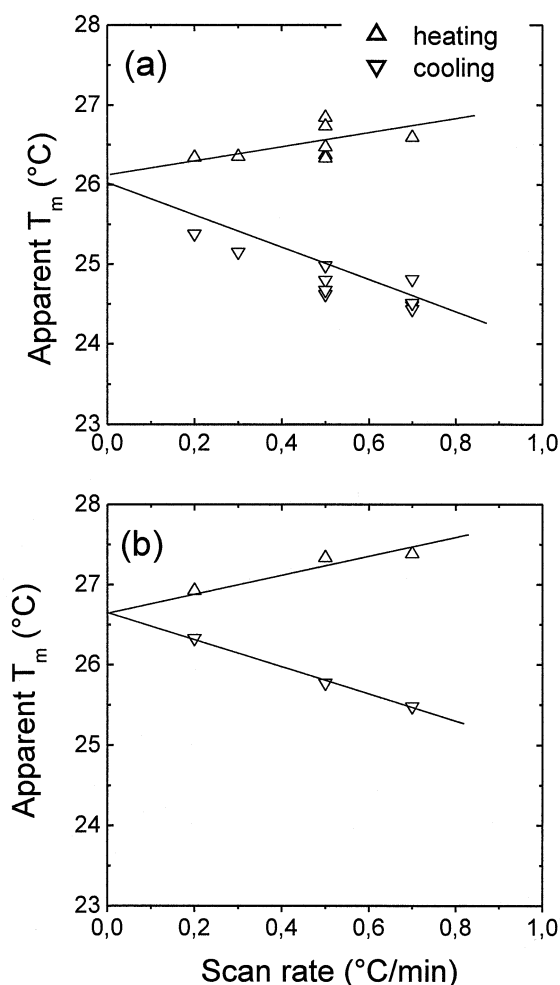 28
(a)
heating
cooling
27
26
25
24
23
Apparent Tm (°C)
0,0 0,2 0,4 0,6 0,8 1,0
28
(b)
27
26
25
24
23
Apparent Tm (°C)
0,0 0,2 0,4 0,6 0,8 1,0
Scan rate (°C/min)